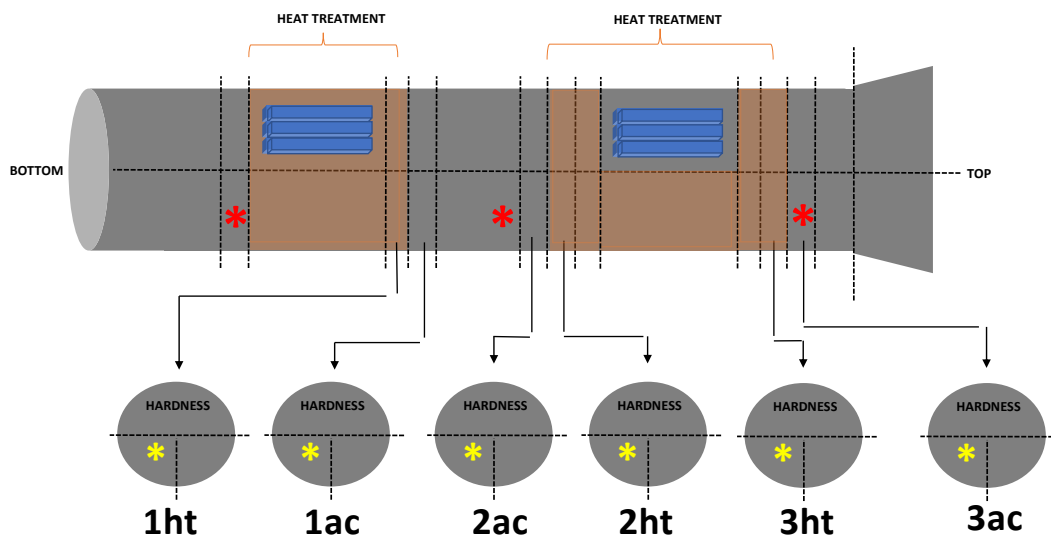 HEAT TREATMENT
HEAT TREATMENT
BOTTOM
TOP
HARDNESS
HARDNESS
HARDNESS
HARDNESS
HARDNESS
HARDNESS
1ht
1ac
2ac
2ht
3ht
3ac